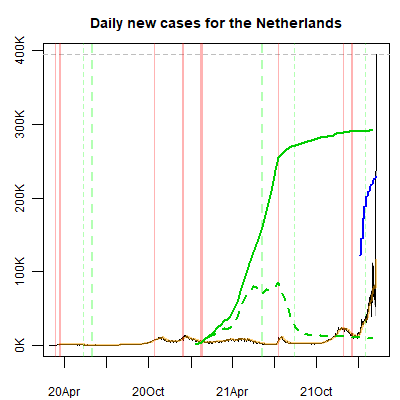 Daily new cases for the Netherlands
400K
300K
200K
100K
0K
20Apr 20Oct 21Apr 21Oct